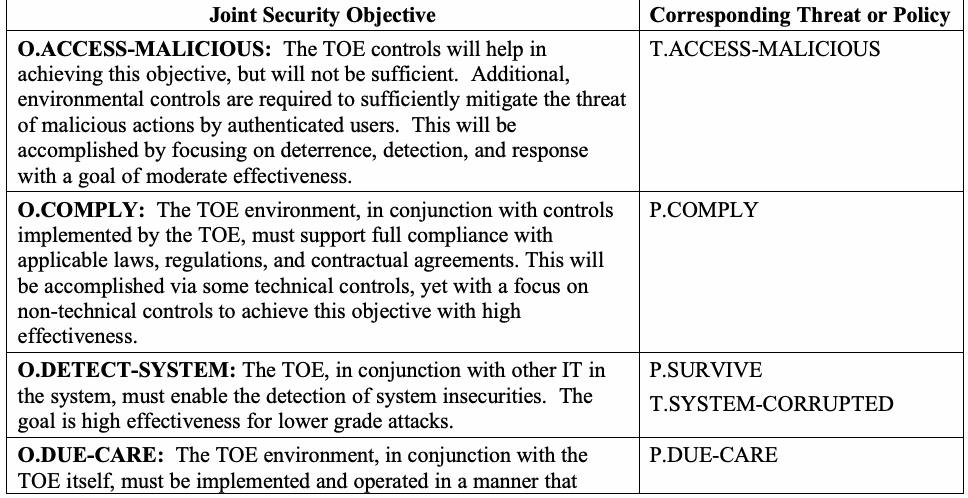 Joint Security Objective
Corresponding Threat or Policy
O.ACCESS-MALICIOUS:  The TOE controls will help in
achieving this objective, but will not be sufficient.  Additional,
environmental controls are required to sufficiently mitigate the threat
of malicious actions by authenticated users.  This will be
accomplished by focusing on deterrence, detection, and response
with a goal of moderate effectiveness.
T.ACCESS-MALICIOUS
O.COMPLY:  The TOE environment, in conjunction with controls
implemented by the TOE, must support full compliance with
applicable laws, regulations, and contractual agreements. This will
be accomplished via some technical controls, yet with a focus on
non-technical controls to achieve this objective with high
effectiveness.
P.COMPLY
O.DETECT-SYSTEM: The TOE, in conjunction with other IT in
the system, must enable the detection of system insecurities.  The
goal is high effectiveness for lower grade attacks.
P.SURVIVE
T.SYSTEM-CORRUPTED
O.DUE-CARE:  The TOE environment, in conjunction with the
TOE itself, must be implemented and operated in a manner that
P.DUE-CARE